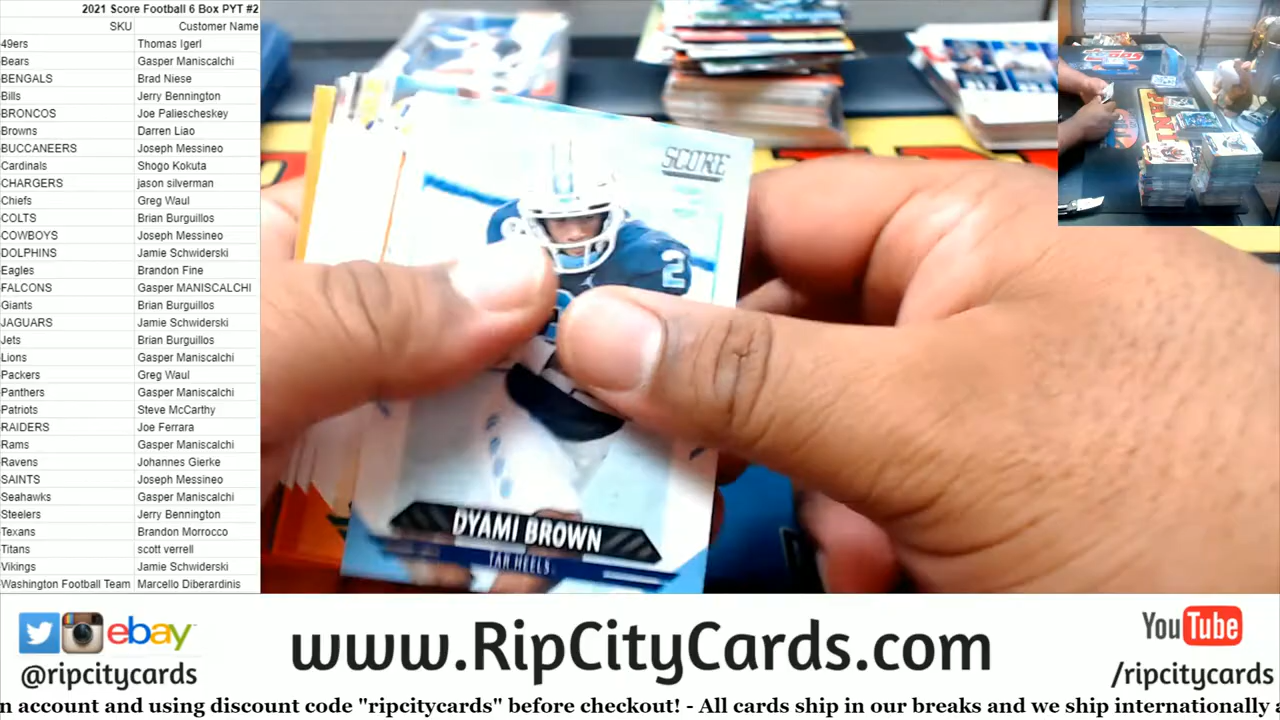 2021 Score Football 6 Box PYT #2
SKU Customer Name
49ers Thomas Igerl
Bears Gasper Maniscalchi
BENGALS Brad Niese
Bills Jerry Bennington
BRONCOS Joe Paliescheskey
Browns Darren Liao
BUCCANEERS Joseph Messineo
Cardinals Shogo Kokuta
CHARGERS jason silverman
Chiefs Greg Waul
COLTS Brian Burguillos
COWBOYS Joseph Messineo
DOLPHINS Jamie Schwiderski
Eagles Brandon Fine
FALCONS Gasper MANISCALCHI
Giants Brian Burguillos
JAGUARS Jamie Schwiderski
Jets Brian Burguillos
Lions Gasper Maniscalchi
Packers Greg Waul
Panthers Gasper Maniscalchi
Patriots Steve McCarthy
RAIDERS Joe Ferrara
Rams Gasper Maniscalchi
Ravens Johannes Gierke
SAINTS Joseph Messineo
Seahawks Gasper Maniscalchi
Steelers Jerry Bennington
Texans Brandon Morrocco
Titans scott verrell
Vikings Jamie Schwiderski
Washington Football Team Marcello Diberardinis
SCORE
2
DYAMI BROWN
TAR HEELS
ebay
@ripcitycards
www.RipCityCards.com
YouTube
/ripcitycards
n account and using discount code "ripcitycards" before checkout! - All cards ship in our breaks and we ship internationally a